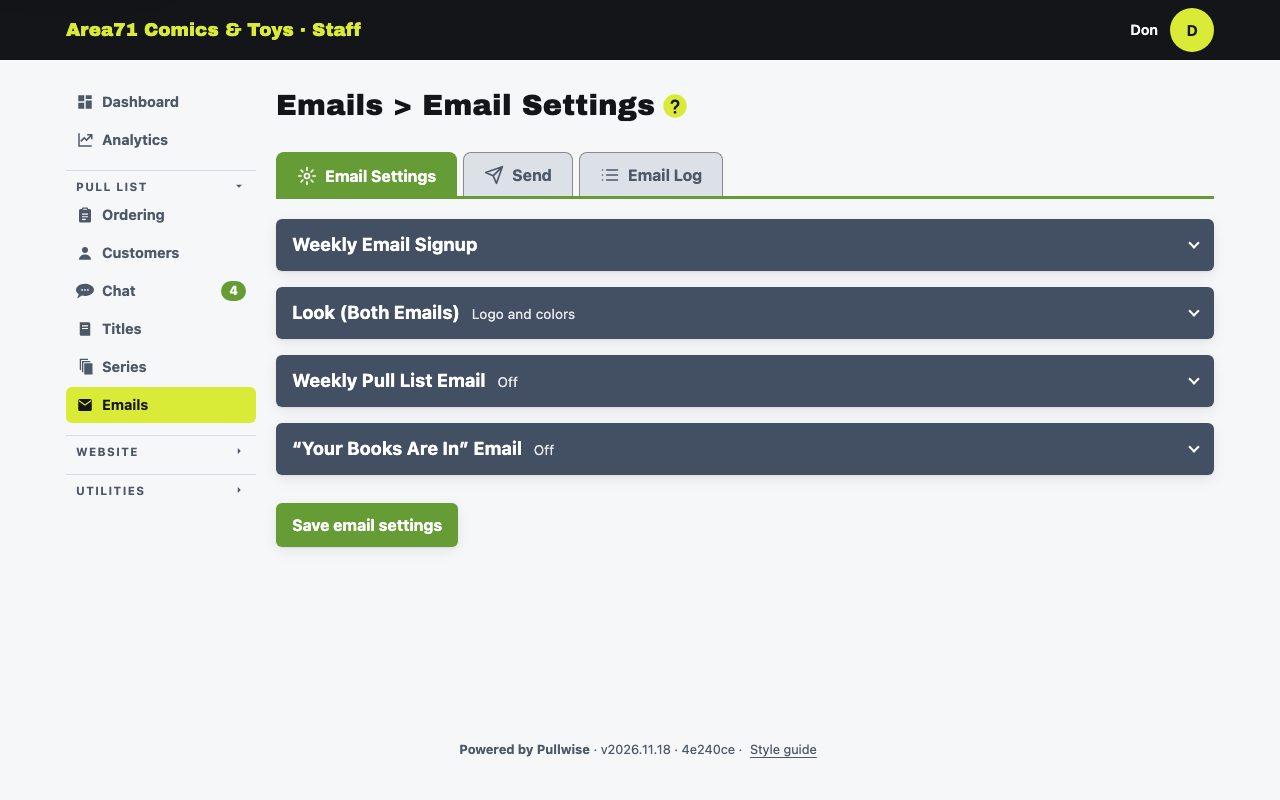 Area71 Comics & Toys · Staff
Don
D
Dashboard
Analytics
PULL LIST
Ordering
Customers
Chat 4
Titles
Series
Emails
WEBSITE
UTILITIES
Emails > Email Settings ?
Email Settings
Send
Email Log
Weekly Email Signup
Look (Both Emails) Logo and colors
Weekly Pull List Email Off
“Your Books Are In” Email Off
Save email settings
Powered by Pullwise · v2026.11.18 · 4e240ce · Style guide